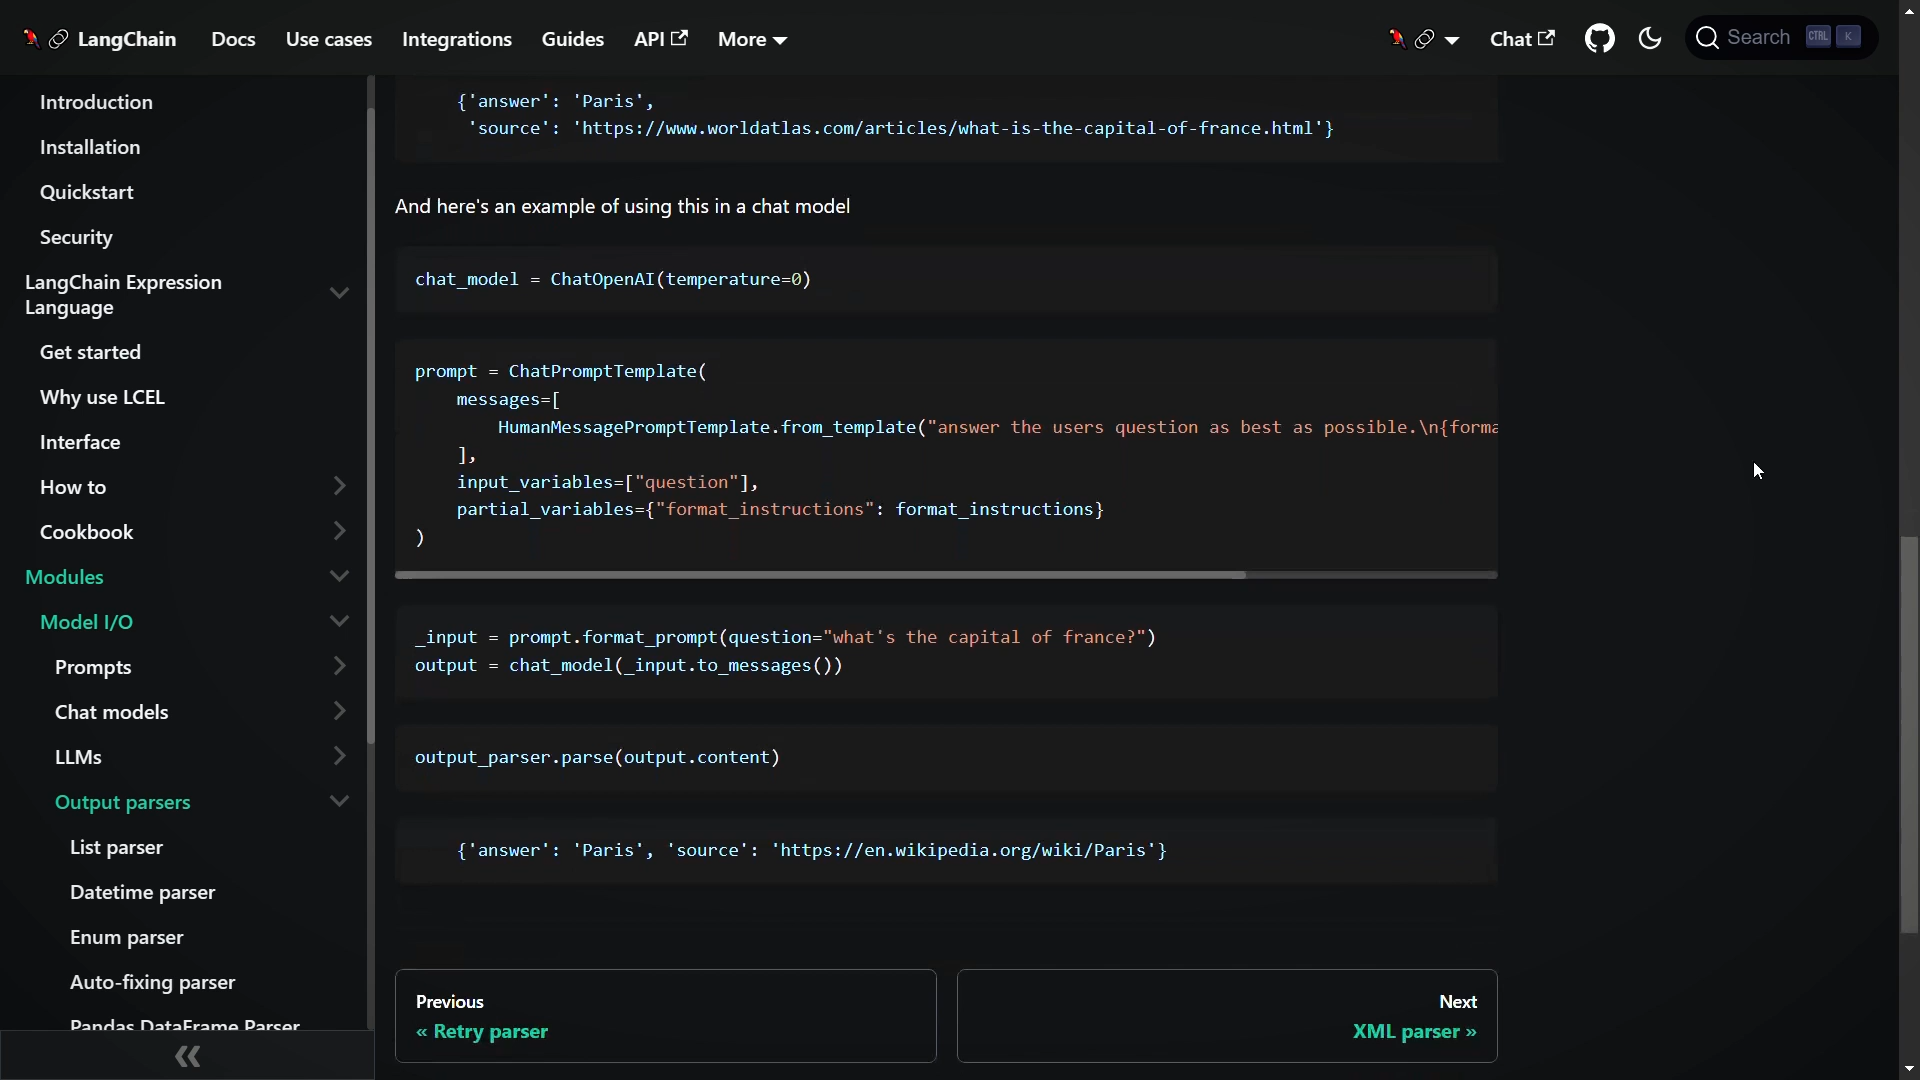 LangChain Docs Use cases Integrations Guides API More Chat Search CTRL K
Introduction
Installation
Quickstart
Security
LangChain Expression
Language
Get started
Why use LCEL
Interface
How to
Cookbook
Modules
Model I/O
Prompts
Chat models
LLMs
Output parsers
List parser
Datetime parser
Enum parser
Auto-fixing parser
Pandas DataFrame Parser
{'answer': 'Paris',
'source': 'https://www.worldatlas.com/articles/what-is-the-capital-of-france.html'}
And here's an example of using this in a chat model
chat_model = ChatOpenAI(temperature=0)
prompt = ChatPromptTemplate(
messages=[
HumanMessagePromptTemplate.from_template("answer the users question as best as possible.\n{forma
],
input_variables=["question"],
partial_variables={"format_instructions": format_instructions}
)
_input = prompt.format_prompt(question="what's the capital of france?")
output = chat_model(_input.to_messages())
output_parser.parse(output.content)
{'answer': 'Paris', 'source': 'https://en.wikipedia.org/wiki/Paris'}
Previous
« Retry parser
Next
XML parser »